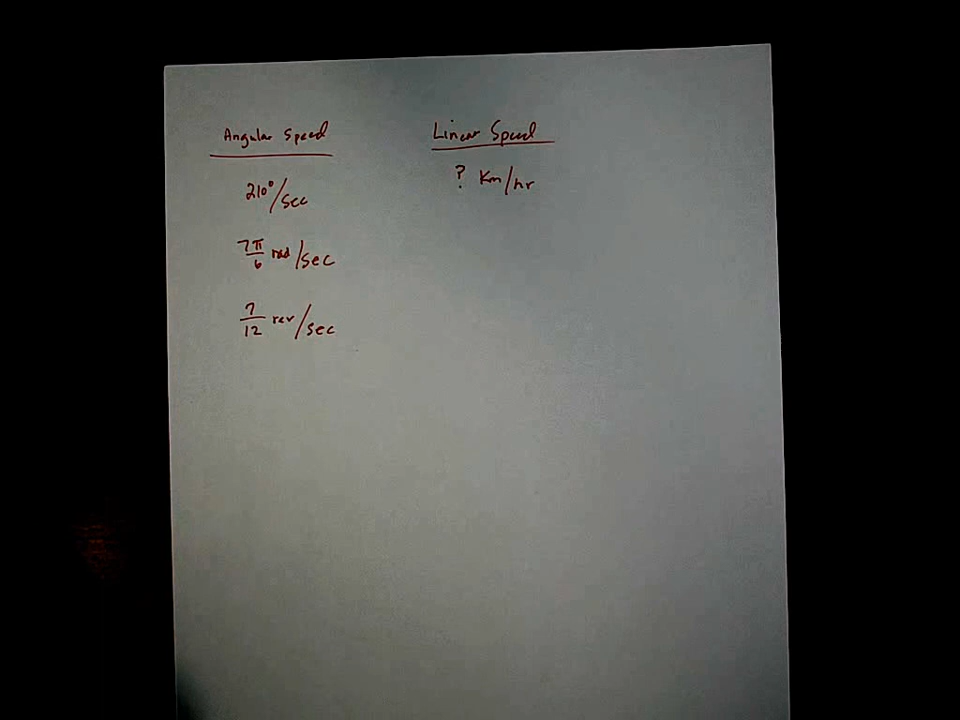 Angular Speed
Linear Speed
210°/sec
? Km/hr
7π/6 rad/sec
7/12 rev/sec